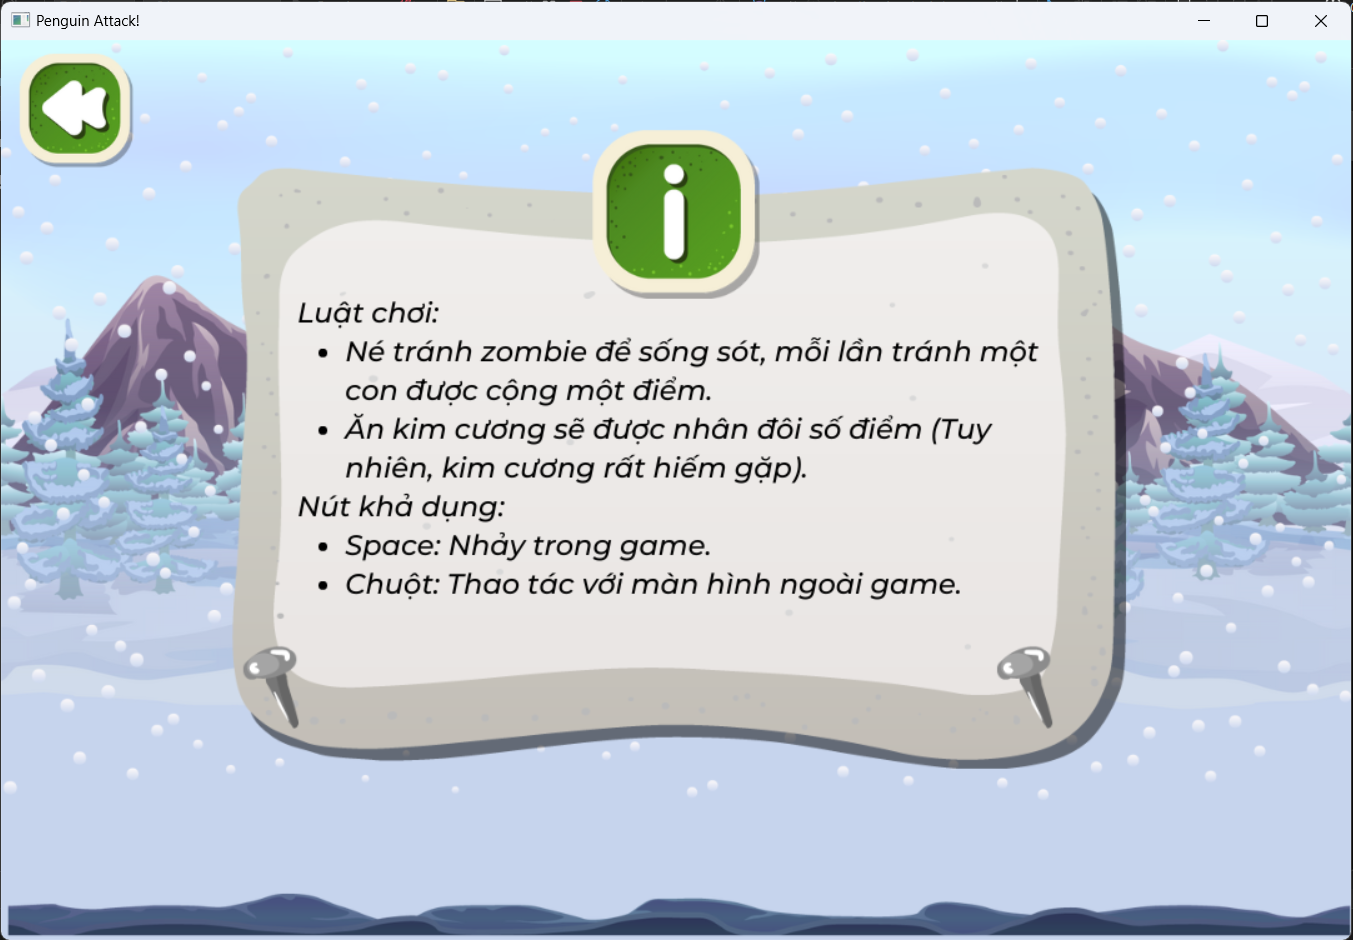 Penguin Attack!
Luật chơi:
• Né tránh zombie để sống sót, mỗi lần tránh một
con được cộng một điểm.
• Ăn kim cương sẽ được nhân đôi số điểm (Tuy
nhiên, kim cương rất hiếm gặp).
Nút khả dụng:
• Space: Nhảy trong game.
• Chuột: Thao tác với màn hình ngoài game.